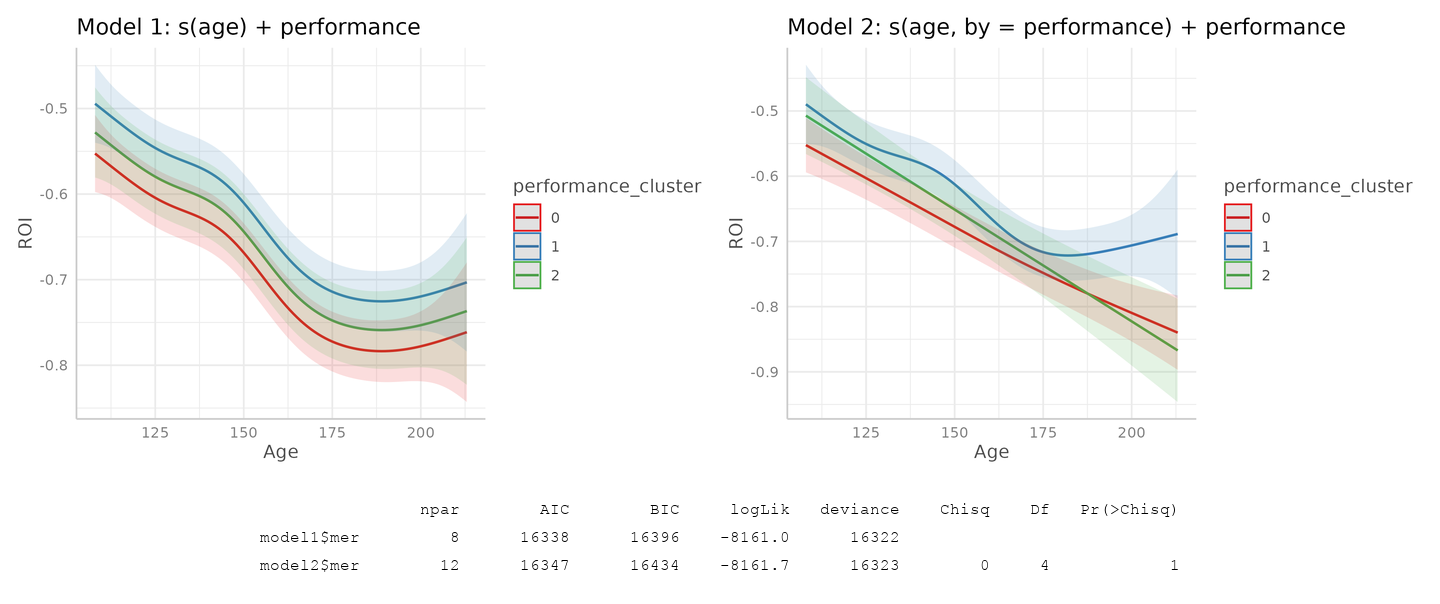 Model 1: s(age) + performance
-0.5
-0.6
-0.7
-0.8
ROI
125 150 175 200
Age
performance_cluster
0
1
2
Model 2: s(age, by = performance) + performance
-0.5
-0.6
-0.7
-0.8
-0.9
ROI
125 150 175 200
Age
performance_cluster
0
1
2
npar AIC BIC logLik deviance Chisq Df Pr(>Chisq)
model1$mer 8 16338 16396 -8161.0 16322
model2$mer 12 16347 16434 -8161.7 16323 0 4 1